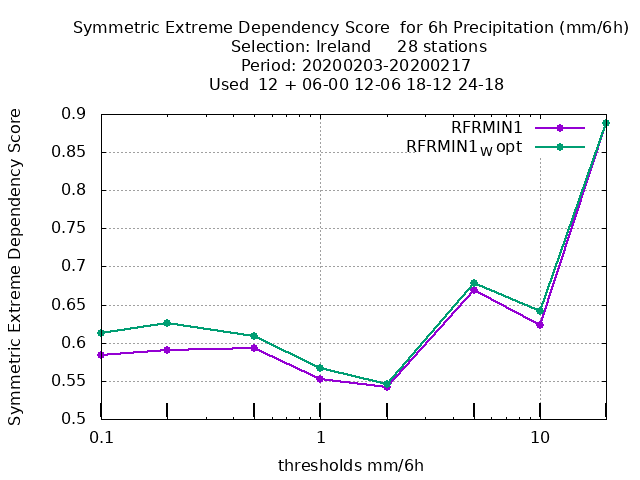 Symmetric Extreme Dependency Score  for 6h Precipitation (mm/6h)
Selection: Ireland     28 stations
Period: 20200203-20200217
Used  12 + 06-00 12-06 18-12 24-18
Symmetric Extreme Dependency Score
0.9
0.85
0.8
0.75
0.7
0.65
0.6
0.55
0.5
RFRMIN1
RFRMIN1W opt
0.1
1
10
thresholds mm/6h